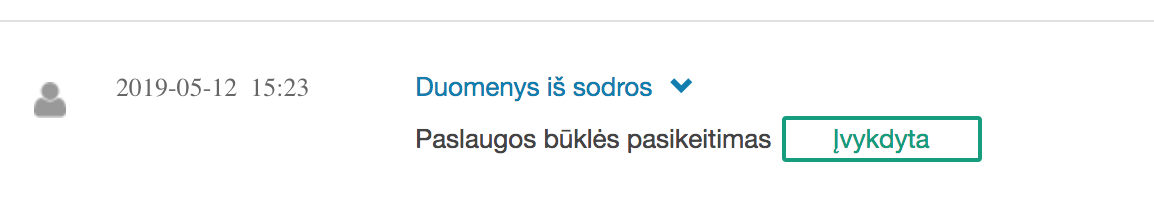 2019-05-12 15:23 Duomenys iš sodros
Paslaugos būklės pasikeitimas Įvykdyta